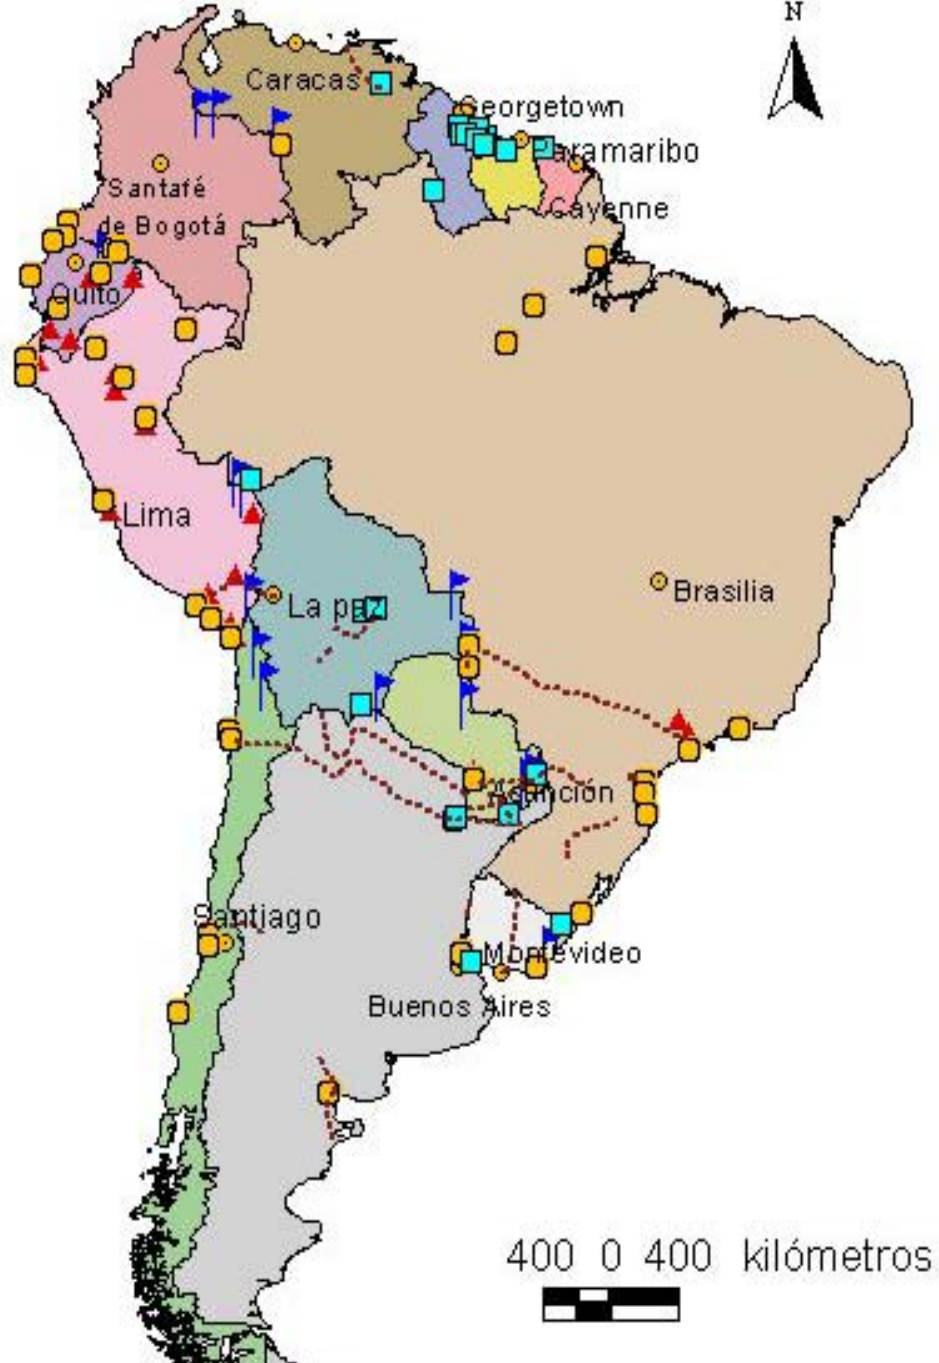 N
Caracas
Georgetown
Paramaribo
Santafé
de Bogotá
Cayenne
Quito
Lima
La paz
Brasilia
Asunción
Santiago
Montevideo
Buenos Aires
400 0 400 kilómetros